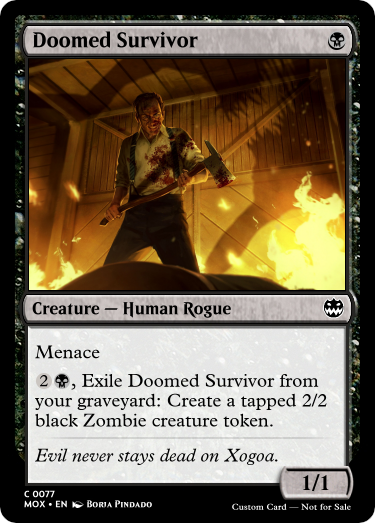 Doomed Survivor
Creature — Human Rogue
Menace
2, Exile Doomed Survivor from
your graveyard: Create a tapped 2/2
black Zombie creature token.
Evil never stays dead on Xogoa.
1/1
C 0077
MOX • EN Borja Pindado
Custom Card — Not for Sale